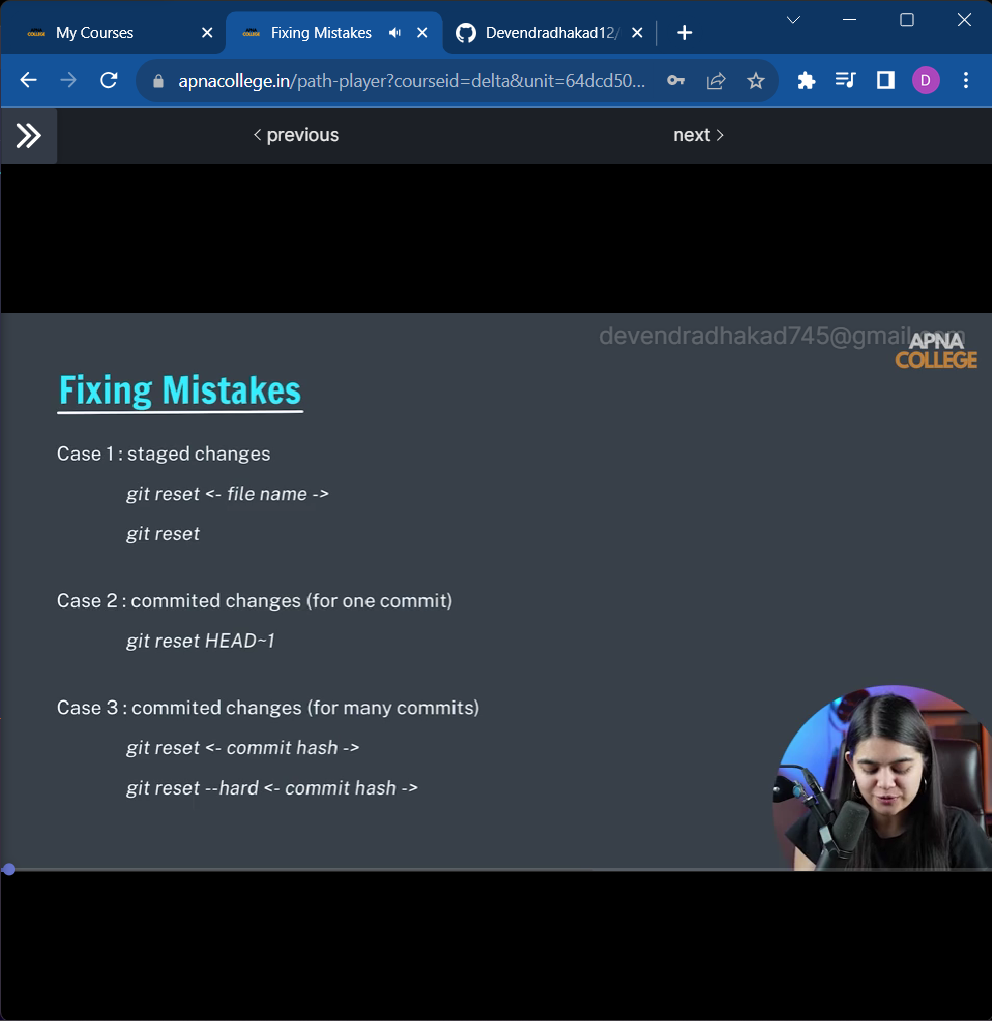 My Courses
Fixing Mistakes
Devendradhakad12/
apnacollege.in/path-player?courseid=delta&unit=64dcd50...
D
< previous
next >
devendradhakad745@gmail.com
APNA
COLLEGE
Fixing Mistakes
Case 1 : staged changes
git reset <- file name ->
git reset
Case 2 : commited changes (for one commit)
git reset HEAD~1
Case 3 : commited changes (for many commits)
git reset <- commit hash ->
git reset --hard <- commit hash ->